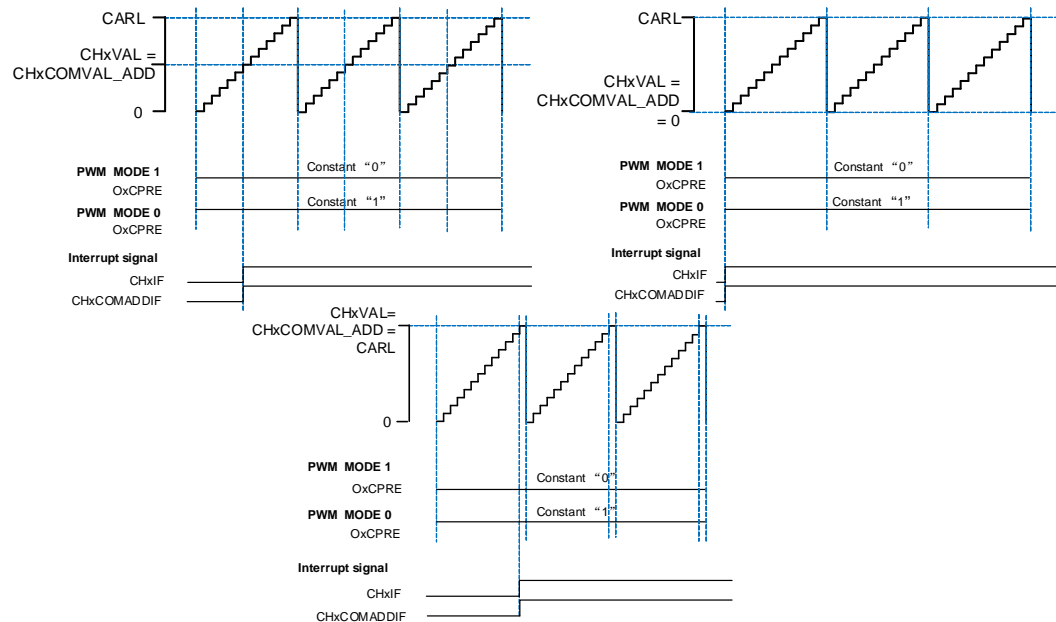 CARL
CHxVAL =
CHxCOMVAL_ADD
0
PWM MODE 1
OxCPRE
Constant “0”
PWM MODE 0
OxCPRE
Constant “1”
Interrupt signal
CHxIF
CHxCOMADDIF
CARL
CHxVAL =
CHxCOMVAL_ADD
= 0
PWM MODE 1
OxCPRE
Constant “0”
PWM MODE 0
OxCPRE
Constant “1”
Interrupt signal
CHxIF
CHxCOMADDIF
CHxVAL=
CHxCOMVAL_ADD =
CARL
0
PWM MODE 1
OxCPRE
Constant “0”
PWM MODE 0
OxCPRE
Constant “1”
Interrupt signal
CHxIF
CHxCOMADDIF